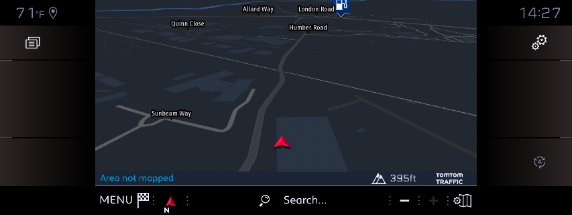 71°F
14:27
Allard Way
London Road
Quinn Close
Humber Road
Sunbeam Way
Area not mapped
395ft
TOMTOM
TRAFFIC
MENU
N
Search...